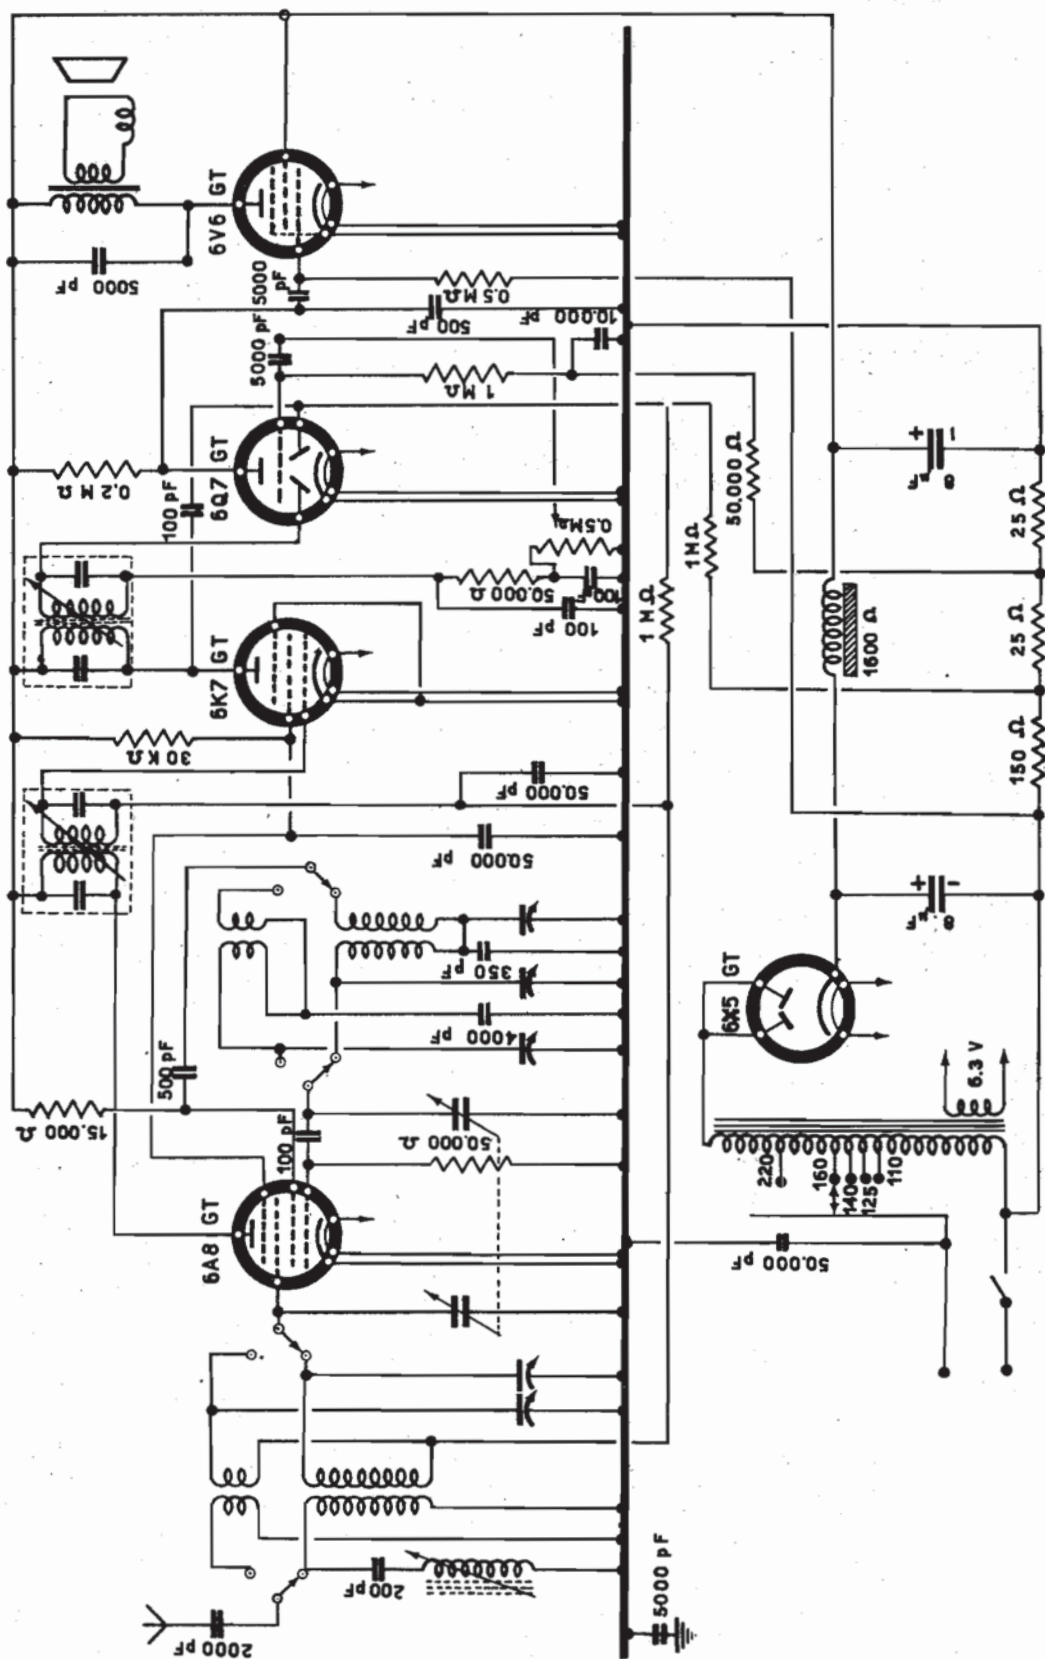 5000 pF
6V6 GT
5000 pF
0.5 MΩ
500 pF
10.000 pF
5000 pF
1 MΩ
0.2 MΩ
6Q7 GT
100 pF
0.5 MΩ
50.000 Ω
100 pF
100 pF
6K7 GT
30 KΩ
50.000 pF
50.000 pF
350 pF
4000 pF
500 pF
15.000 Ω
100 pF
50.000 Ω
6A8 GT
200 pF
2000 pF
5000 pF
1 MΩ
1 MΩ
50.000 Ω
8 µF
+
-
25 Ω
25 Ω
150 Ω
1600 Ω
8 µF
+
-
6X5 GT
6.3 V
220
160
140
125
110
50.000 pF